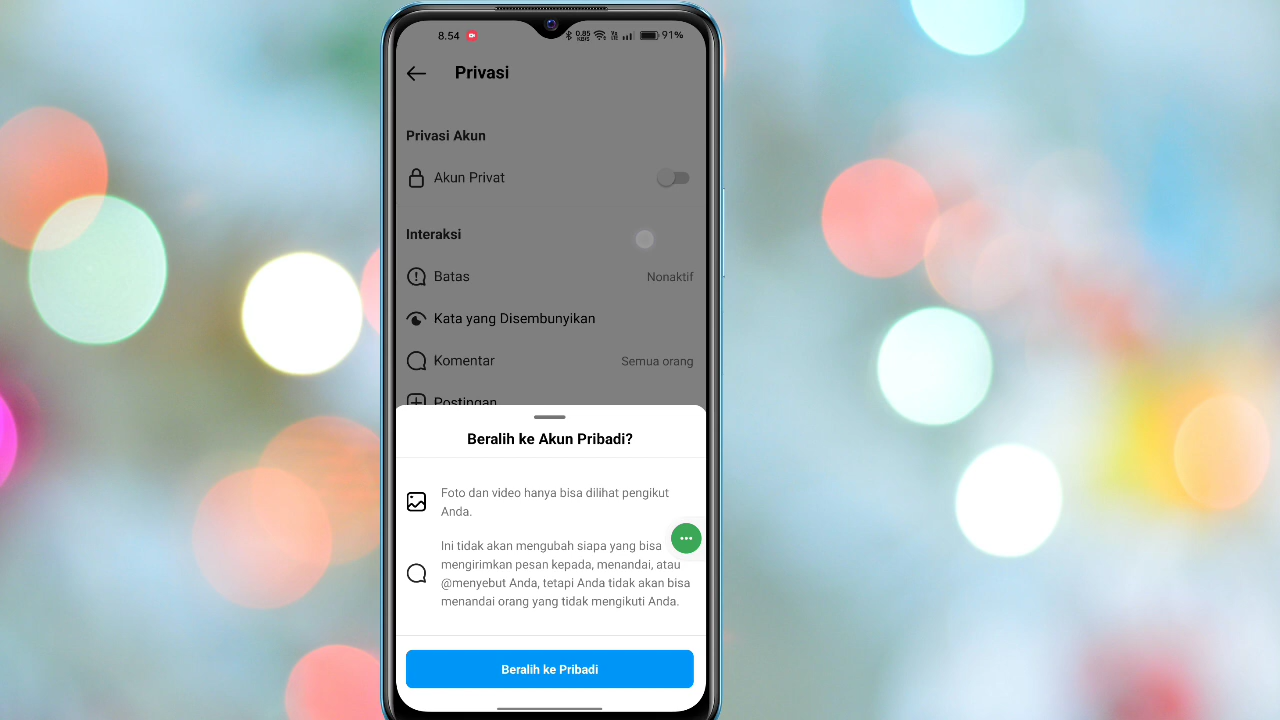 8.54
0.85
KB/S
91%
Privasi
Privasi Akun
Akun Privat
Interaksi
Batas
Nonaktif
Kata yang Disembunyikan
Komentar
Semua orang
Postingan
Beralih ke Akun Pribadi?
Foto dan video hanya bisa dilihat pengikut
Anda.
Ini tidak akan mengubah siapa yang bisa
mengirimkan pesan kepada, menandai, atau
@menyebut Anda, tetapi Anda tidak akan bisa
menandai orang yang tidak mengikuti Anda.
Beralih ke Pribadi